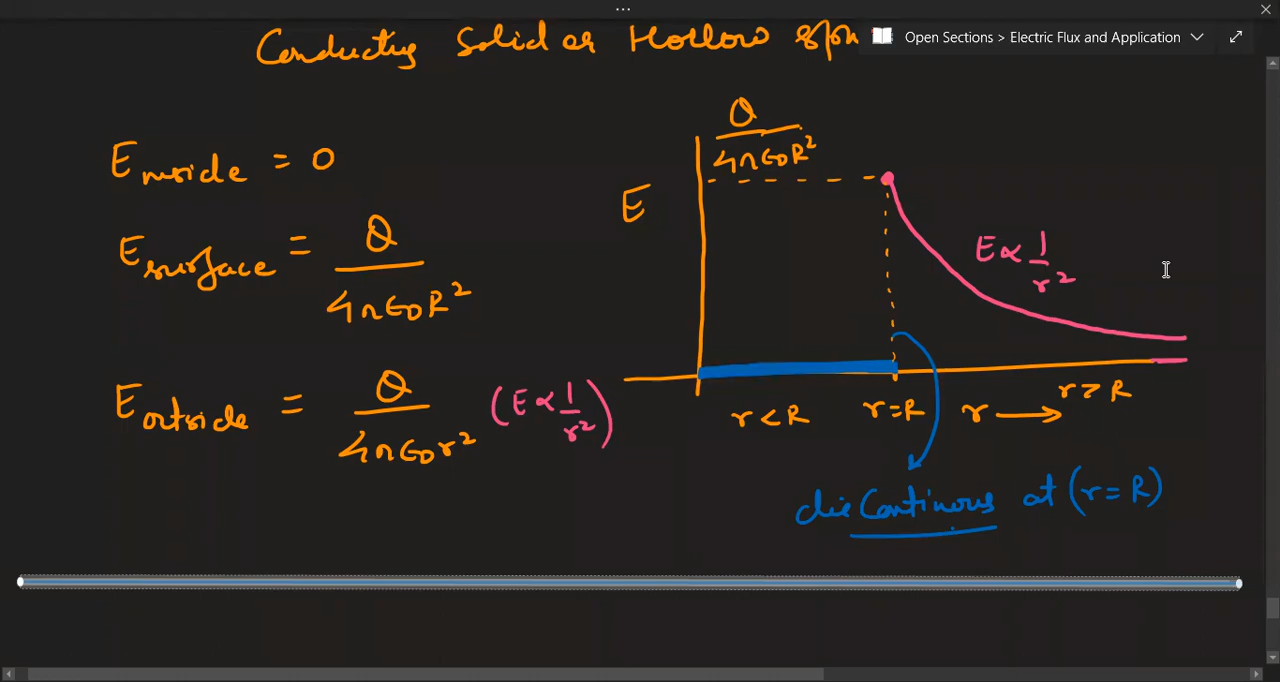 ...
Open Sections > Electric Flux and Application
Conducting Solid or Hollow
E inside = 0
E surface = Q / 4πϵ0R²
E outside = Q / 4πϵ0r² (E ∝ 1/r²)
Q / 4πϵ0R²
E
E ∝ 1/r²
r < R
r = R
r →
r > R
discontinous at (r = R)